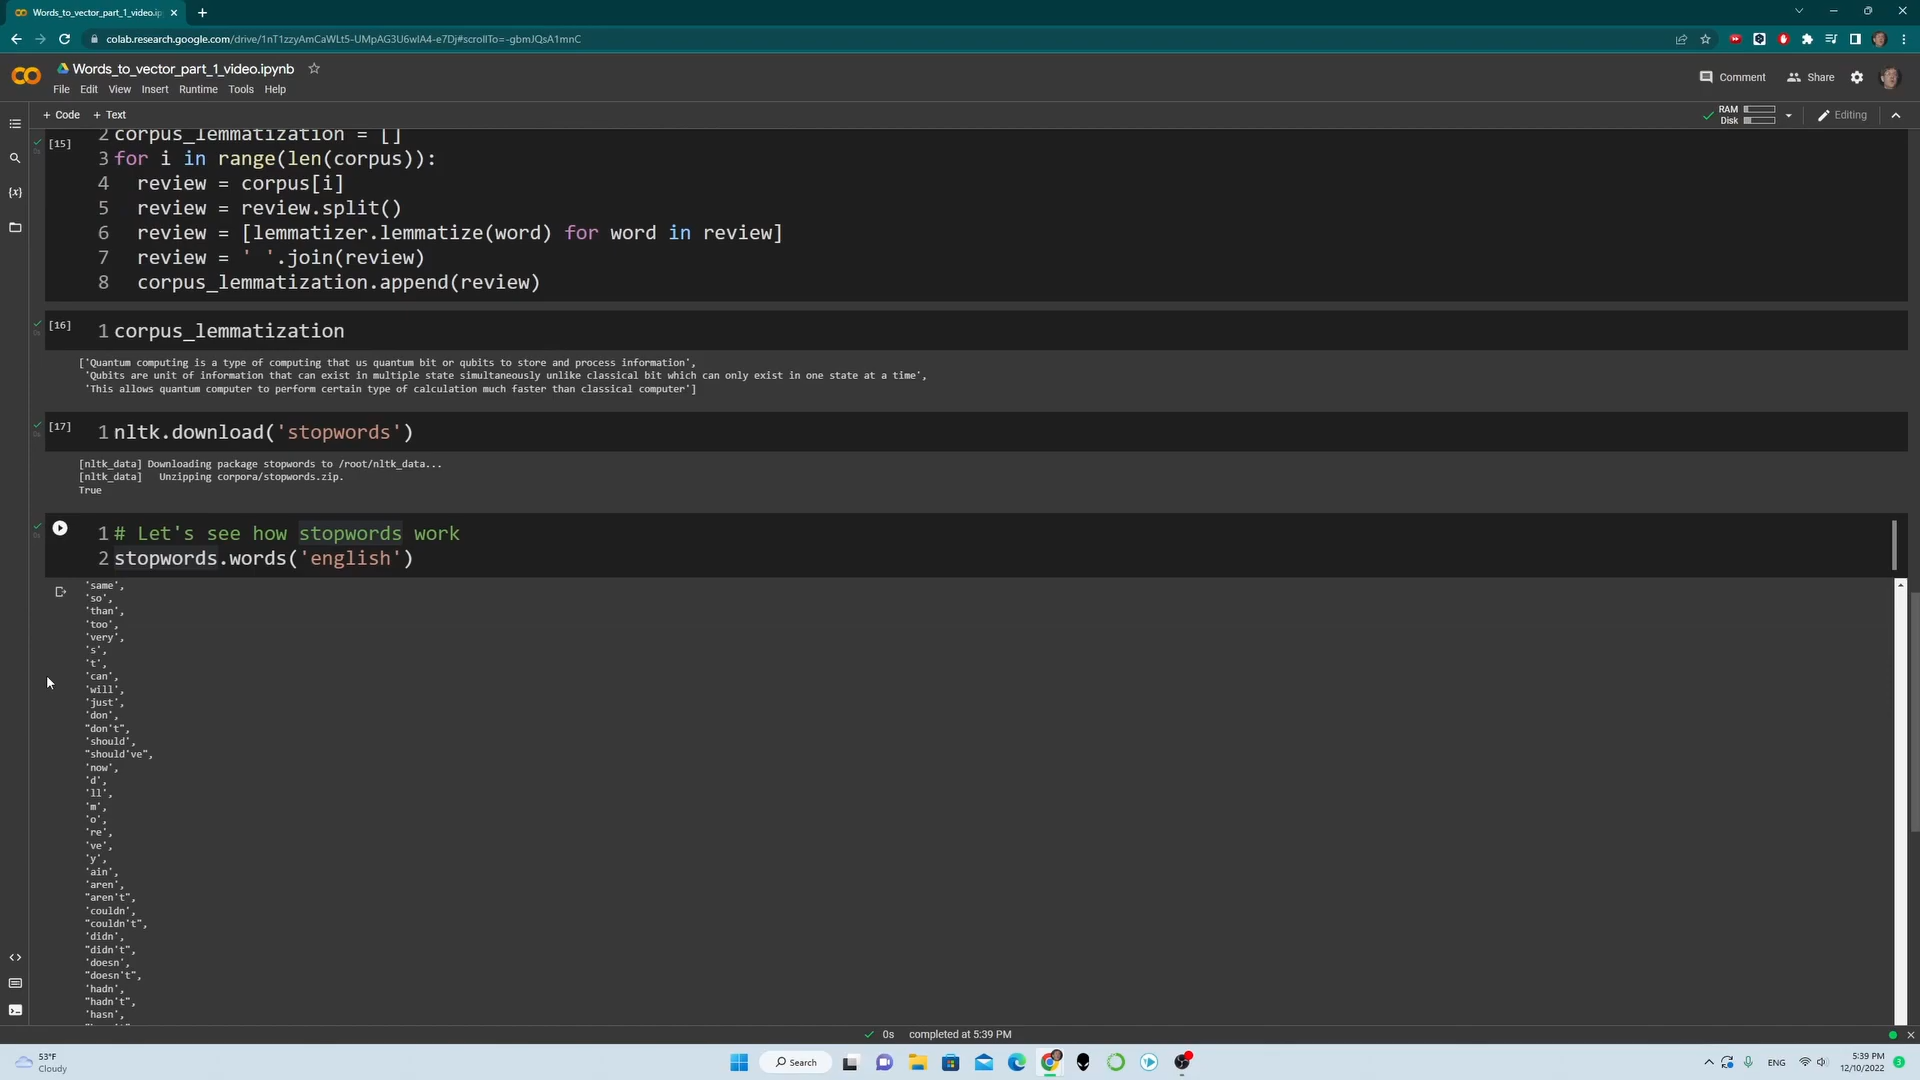 Words_to_vector_part_1_video.ip
colab.research.google.com/drive/1nT1zzyAmCaWLt5-UMpAG3U6wIA4-e7Dj#scrollTo=-gbmJQsA1mnC
Words_to_vector_part_1_video.ipynb
File Edit View Insert Runtime Tools Help
Comment
Share
+ Code + Text
RAM
Disk
Editing
[15]
2 corpus_lemmatization = []
3 for i in range(len(corpus)):
4 review = corpus[i]
5 review = review.split()
6 review = [lemmatizer.lemmatize(word) for word in review]
7 review = ' '.join(review)
8 corpus_lemmatization.append(review)
[16] 1 corpus_lemmatization
['Quantum computing is a type of computing that us quantum bit or qubits to store and process information',
'Qubits are unit of information that can exist in multiple state simultaneously unlike classical bit which can only exist in one state at a time',
'This allows quantum computer to perform certain type of calculation much faster than classical computer']
[17] 1 nltk.download('stopwords')
[nltk_data] Downloading package stopwords to /root/nltk_data...
[nltk_data] Unzipping corpora/stopwords.zip.
True
1 # Let's see how stopwords work
2 stopwords.words('english')
'same',
'so',
'than',
'too',
'very',
's',
't',
'can',
'will',
'just',
'don',
"don't",
'should',
"should've",
'now',
'd',
'll',
'm',
'o',
're',
've',
'y',
'ain',
'aren',
"aren't",
'couldn',
"couldn't",
'didn',
"didn't",
'doesn',
"doesn't",
'hadn',
"hadn't",
'hasn',
0s completed at 5:39 PM
53°F
Cloudy
Search
ENG
5:39 PM
12/10/2022
3